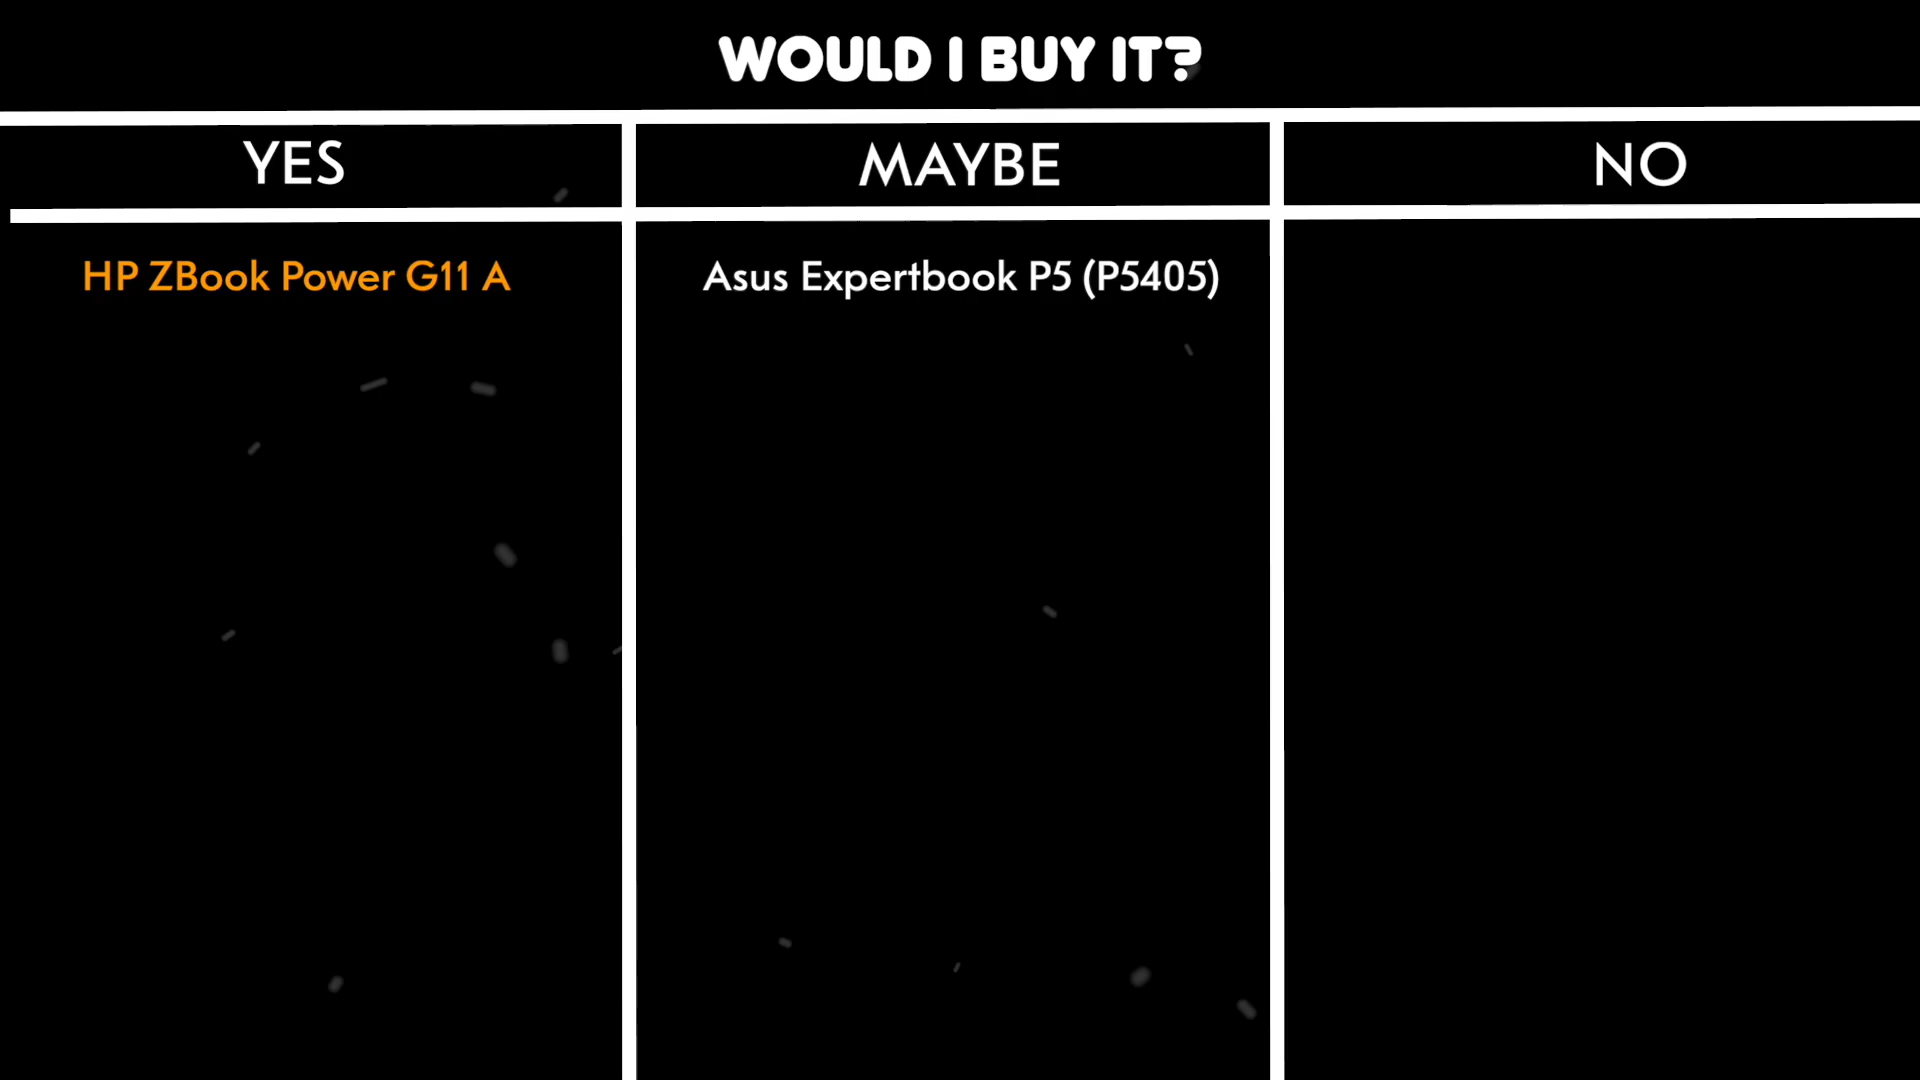 WOULD I BUY IT?
YES
MAYBE
NO
HP ZBook Power G11 A
Asus Expertbook P5 (P5405)